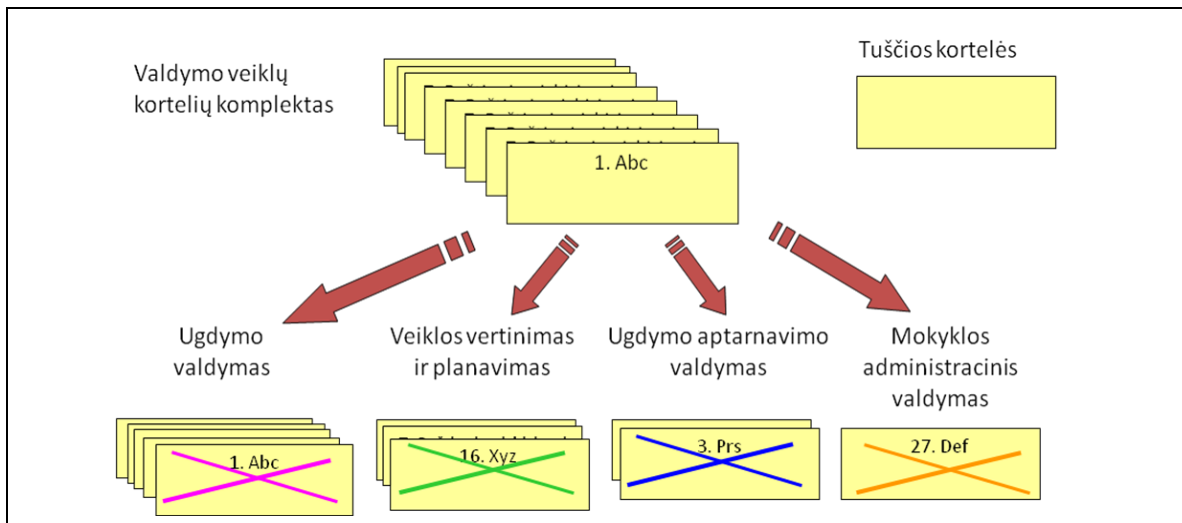 Valdymo veiklų
kortelių komplektas
Tuščios kortelės
1. Abc
Ugdymo
valdymas
Veiklos vertinimas
ir planavimas
Ugdymo aptarnavimo
valdymas
Mokyklos
administracinis
valdymas
1. Abc
16. Xyz
3. Prs
27. Def